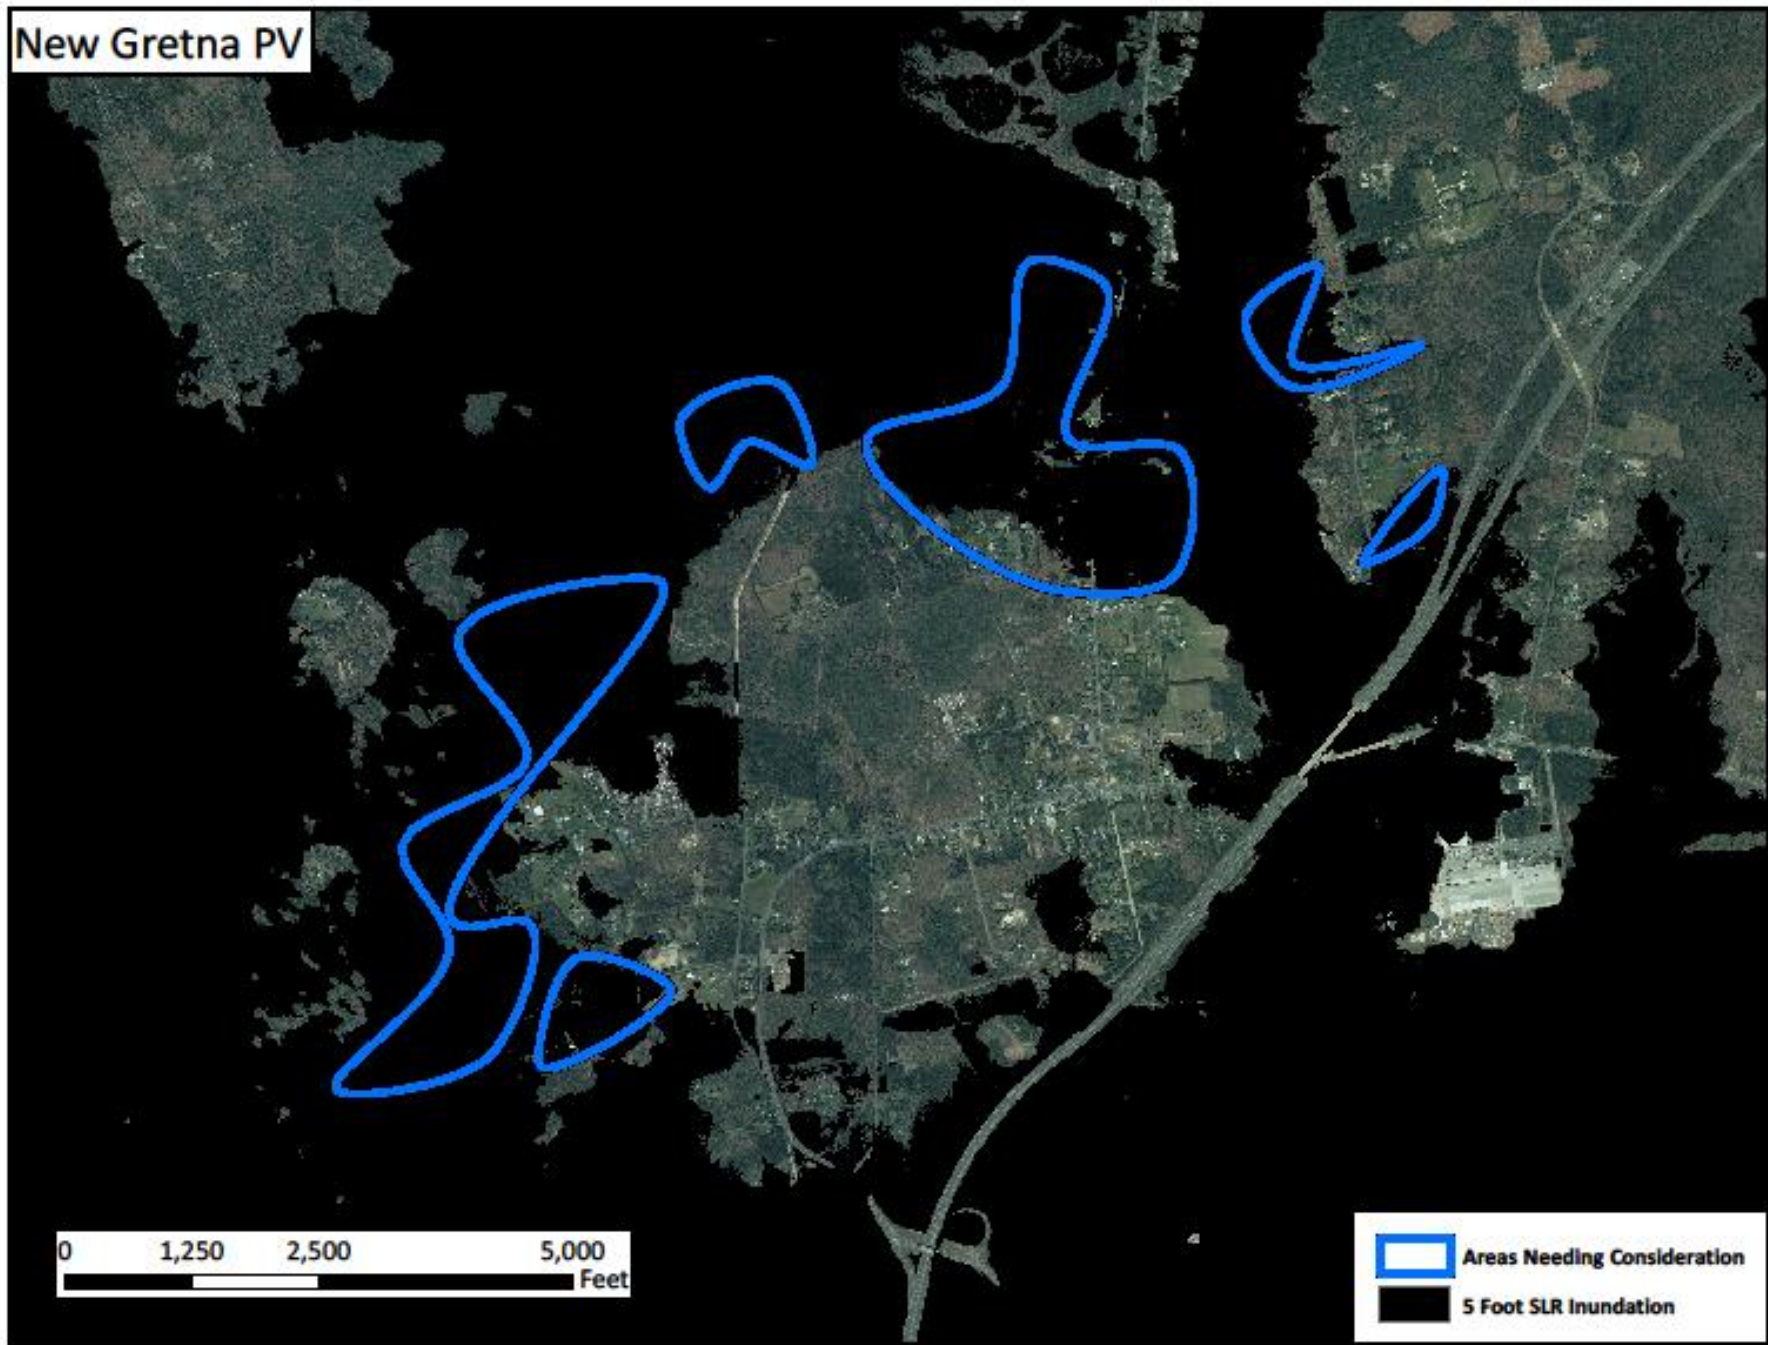 New Gretna PV
0 1,250 2,500 5,000
Feet
Areas Needing Consideration
5 Foot SLR Inundation